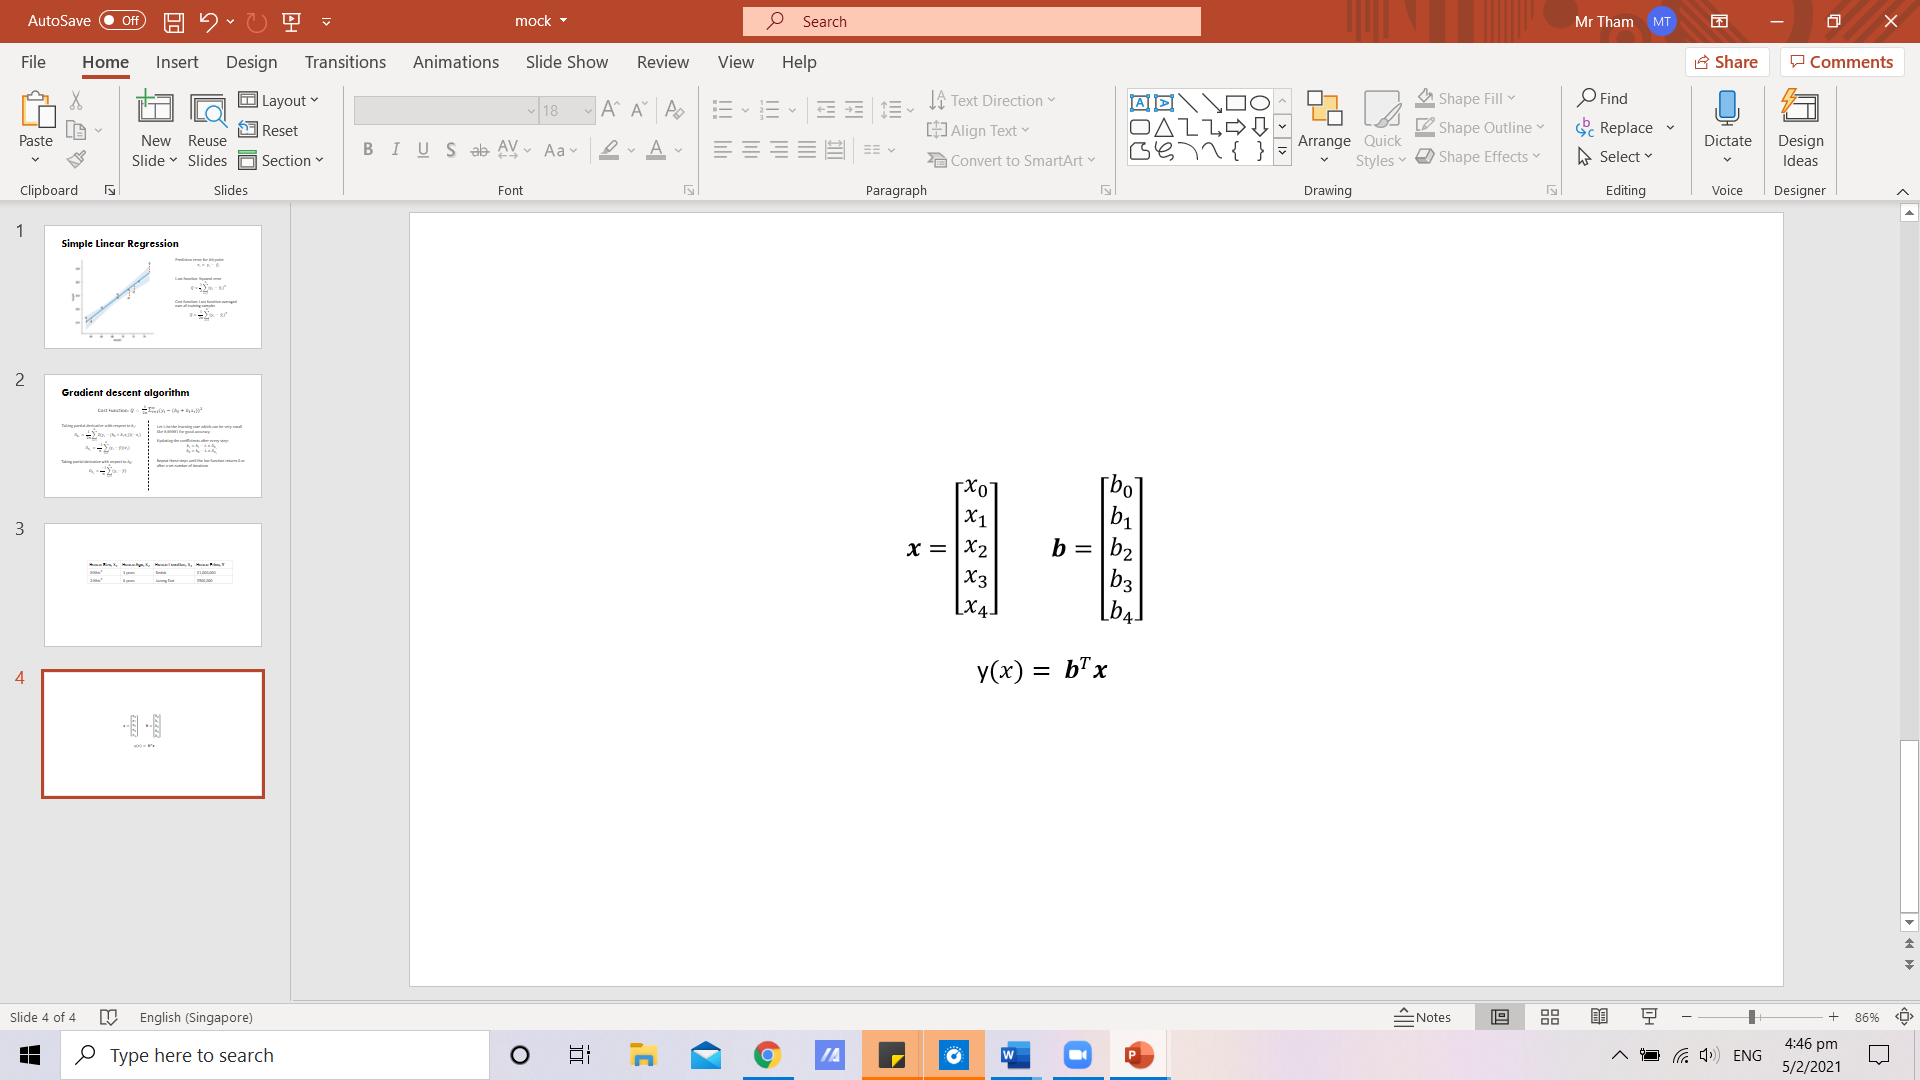 AutoSave Off
mock
Search
Mr Tham MT
File Home Insert Design Transitions Animations Slide Show Review View Help
Share Comments
Paste
New Slide
Reuse Slides
Layout
Reset
Section
18
B I U S ab AV Aa A
Text Direction
Align Text
Convert to SmartArt
Arrange
Quick Styles
Shape Fill
Shape Outline
Shape Effects
Find
Replace
Select
Dictate
Design Ideas
Clipboard Slides Font Paragraph Drawing Editing Voice Designer
1
Simple Linear Regression
2
Gradient descent algorithm
3
4
x = [x₀ x₁ x₂ x₃ x₄] b = [b₀ b₁ b₂ b₃ b₄]
y(x) = bᵀx
Slide 4 of 4 English (Singapore)
Notes
86%
Type here to search
ENG
4:46 pm
5/2/2021